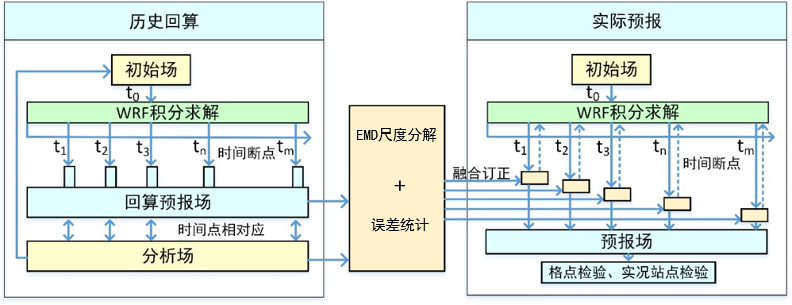 历史回算
初始场
t0
WRF积分求解
t1 t2 t3 tn tm
时间断点
回算预报场
时间点相对应
分析场
EMD尺度分解
+
误差统计
融合订正
实际预报
初始场
t0
WRF积分求解
t1 t2 t3 tn tm
时间断点
预报场
格点检验、实况站点检验